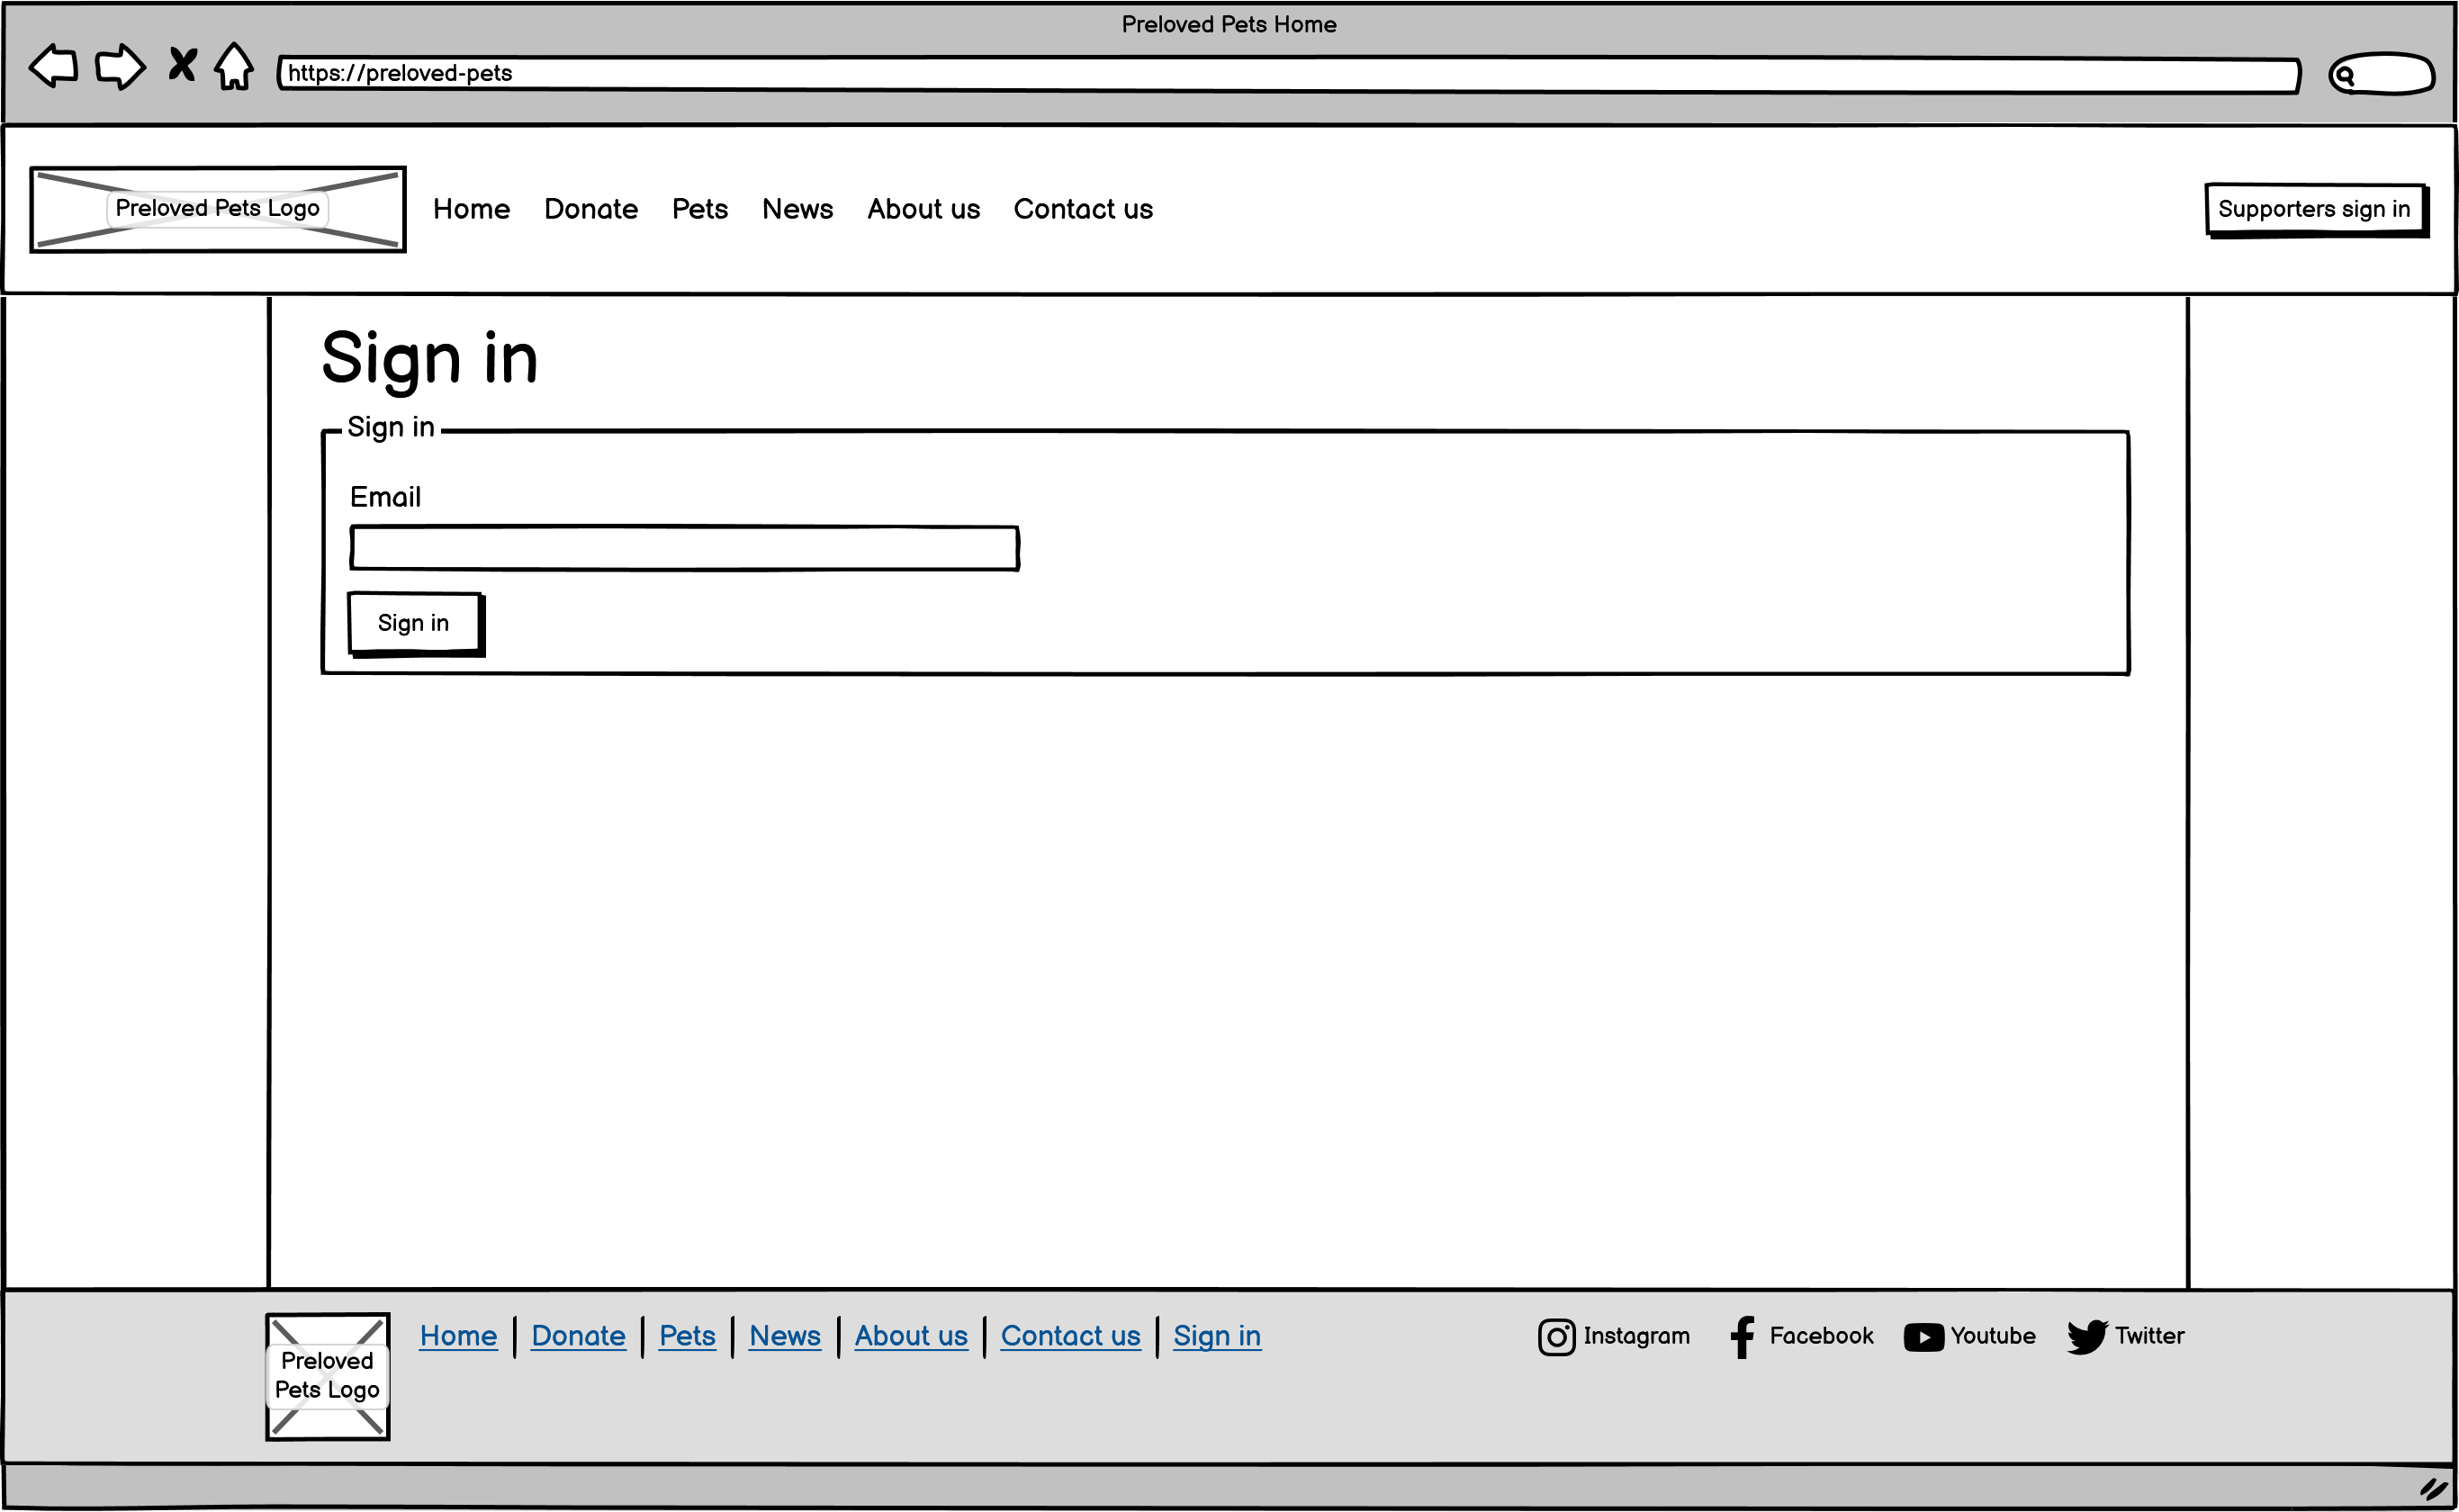 Preloved Pets Home
https://preloved-pets
Preloved Pets Logo
Home Donate Pets News About us Contact us
Supporters sign in
Sign in
Sign in
Email
Sign in
Home Donate Pets News About us Contact us Sign in
Instagram Facebook Youtube Twitter
Preloved
Pets Logo